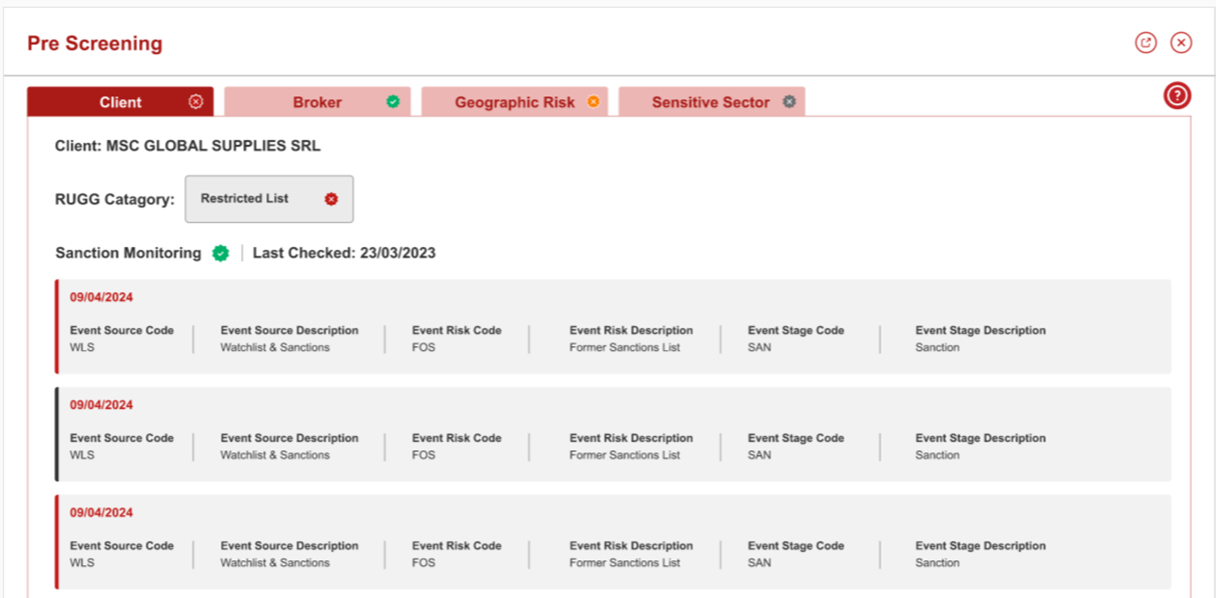 Pre Screening
Client Broker Geographic Risk Sensitive Sector ?
Client: MSC GLOBAL SUPPLIES SRL
RUGG Catagory: Restricted List
Sanction Monitoring Last Checked: 23/03/2023
09/04/2024
Event Source Code Event Source Description Event Risk Code Event Risk Description Event Stage Code Event Stage Description
WLS Watchlist & Sanctions FOS Former Sanctions List SAN Sanction
09/04/2024
Event Source Code Event Source Description Event Risk Code Event Risk Description Event Stage Code Event Stage Description
WLS Watchlist & Sanctions FOS Former Sanctions List SAN Sanction
09/04/2024
Event Source Code Event Source Description Event Risk Code Event Risk Description Event Stage Code Event Stage Description
WLS Watchlist & Sanctions FOS Former Sanctions List SAN Sanction